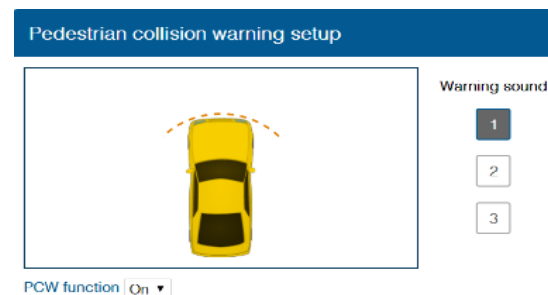 Pedestrian collision warning setup
Warning sound
1
2
3
PCW function On ▼